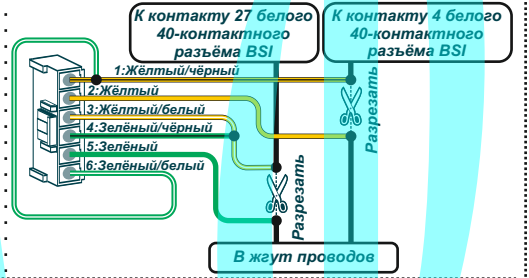 К контакту 27 белого
40-контактного
разъёма BSI
К контакту 4 белого
40-контактного
разъёма BSI
1:Жёлтый/чёрный
2:Жёлтый
3:Жёлтый/белый
4:Зелёный/чёрный
5:Зелёный
6:Зелёный/белый
Разрезать
Разрезать
В жгут проводов